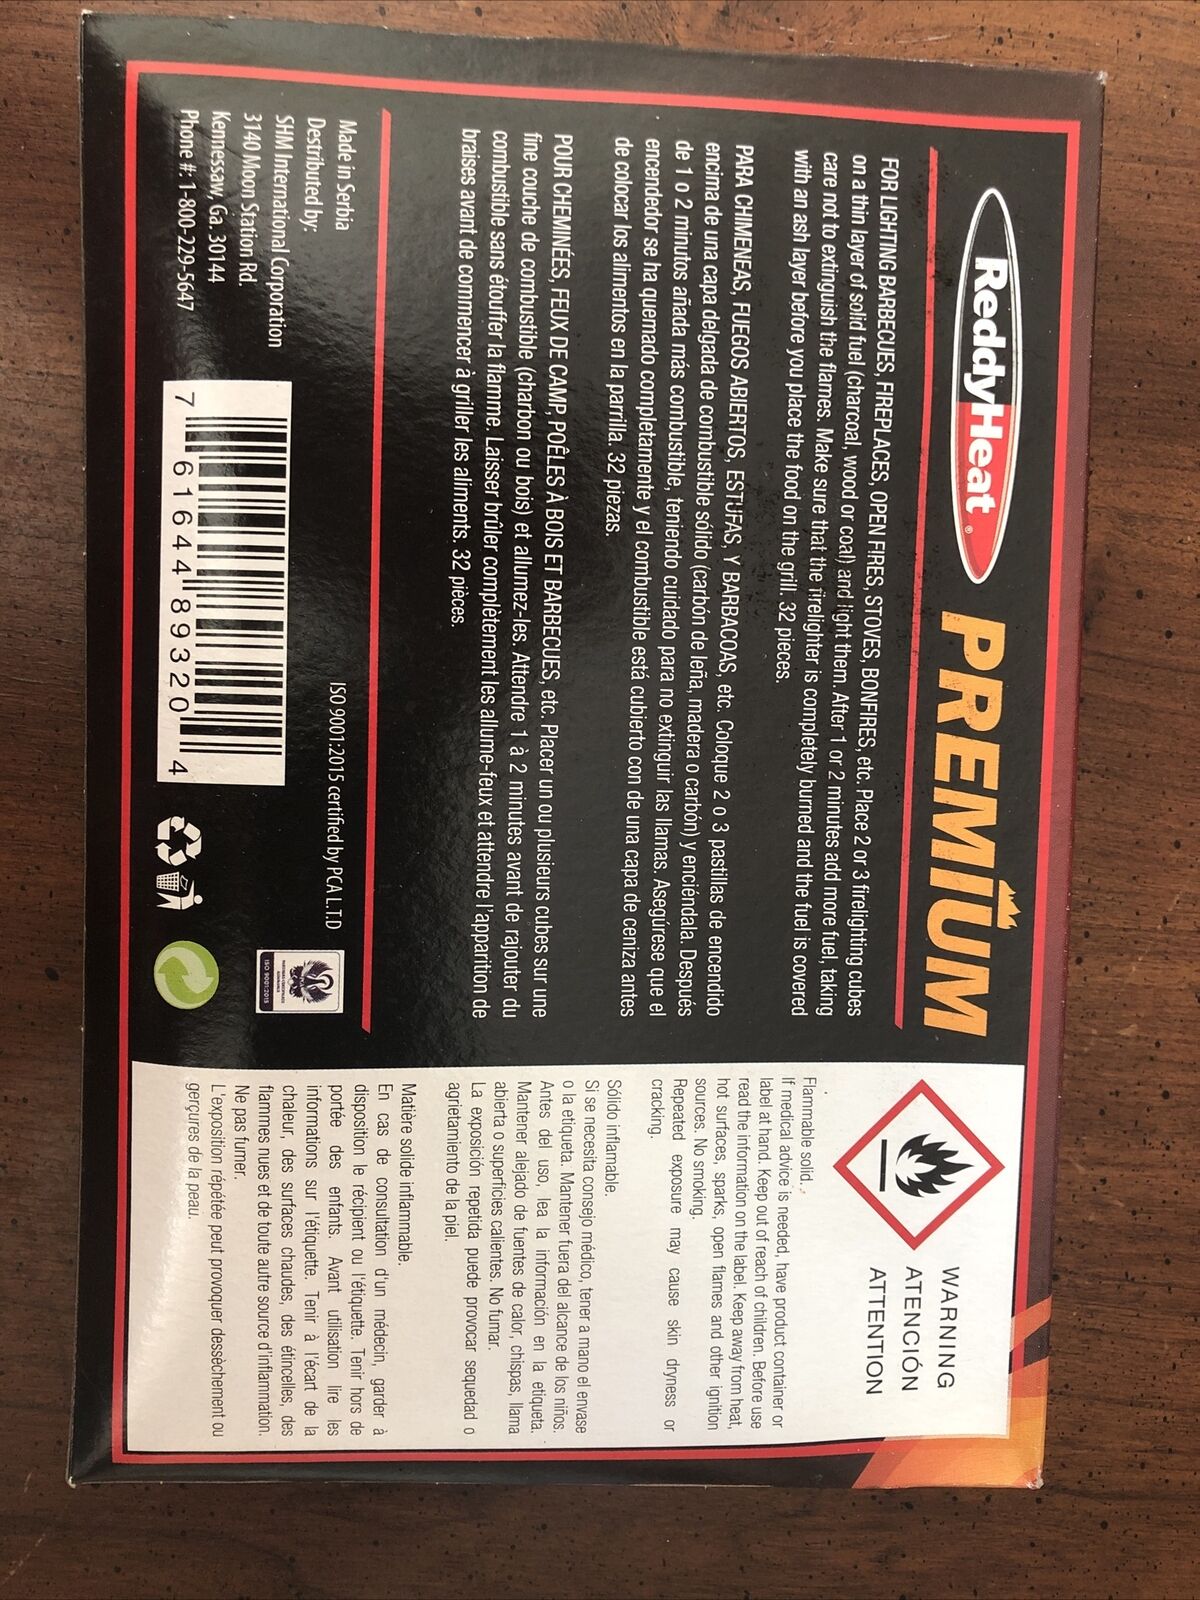 ReddyHeat®
PREMIUM
FOR LIGHTING BARBECUES, FIREPLACES, OPEN FIRES, STOVES, BONFIRES, etc. Place 2 or 3 firelighting cubes
on a thin layer of solid fuel (charcoal, wood or coal) and light them. After 1 or 2 minutes add more fuel, taking
care not to extinguish the flames. Make sure that the firelighter is completely burned and the fuel is covered
with an ash layer before you place the food on the grill. 32 pieces.
PARA CHIMENEAS, FUEGOS ABIERTOS, ESTUFAS, Y BARBACOAS, etc. Coloque 2 o 3 pastillas de encendido
encima de una capa delgada de combustible sólido (carbón de leña, madera o carbón) y enciéndala. Después
de 1 o 2 minutos añada más combustible, teniendo cuidado para no extinguir las llamas. Asegúrese que el
encendedor se ha quemado completamente y el combustible está cubierto con de una capa de ceniza antes
de colocar los alimentos en la parrilla. 32 piezas.
POUR CHEMINÉES, FEUX DE CAMP, POÊLES À BOIS ET BARBECUES, etc. Placer un ou plusieurs cubes sur une
fine couche de combustible (charbon ou bois) et allumez-les. Attendre 1 à 2 minutes avant de rajouter du
combustible sans étouffer la flamme. Laisser brûler complètement les allume-feux et attendre l'apparition de
braises avant de commencer à griller les aliments. 32 pièces.
Made in Serbia
Destributed by:
SHM International Corporation
3140 Moon Station Rd.
Kennessaw, Ga. 30144
Phone #: 1-800-229-5647
7 61644 89320 4
ISO 9001:2015 certified by PCA L.T.D
ISO 9001:2015
WARNING
ATENCIÓN
ATTENTION
Flammable solid.
If medical advice is needed, have product container or
label at hand. Keep out of reach of children. Before use
read the information on the label. Keep away from heat,
hot surfaces, sparks, open flames and other ignition
sources. No smoking.
Repeated exposure may cause skin dryness or
cracking.
Sólido inflamable.
Si se necesita consejo médico, tener a mano el envase
o la etiqueta. Mantener fuera del alcance de los niños.
Antes del uso, lea la información en la etiqueta.
Mantener alejado de fuentes de calor, chispas, llama
abierta o superficies calientes. No fumar.
La exposición repetida puede provocar sequedad o
agrietamiento de la piel.
Matière solide inflammable.
En cas de consultation d'un médecin, garder à
disposition le récipient ou l'étiquette. Tenir hors de
portée des enfants. Avant utilisation lire les
informations sur l'étiquette. Tenir à l'écart de la
chaleur, des surfaces chaudes, des étincelles, des
flammes nues et de toute autre source d'inflammation.
Ne pas fumer.
L'exposition répétée peut provoquer dessèchement ou
gerçures de la peau.